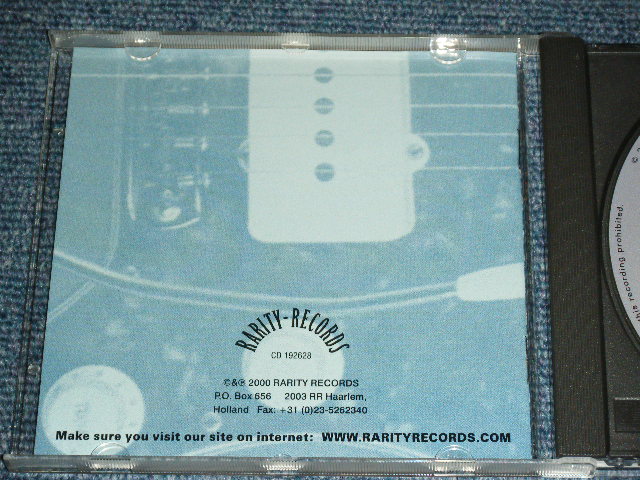 RARITY-RECORDS
CD 192628
©&℗ 2000 RARITY RECORDS
P.O. Box 656 2003 RR Haarlem,
Holland Fax: +31 (0)23-5262340
Make sure you visit our site on internet: WWW.RARITYRECORDS.COM
this recording prohibited.